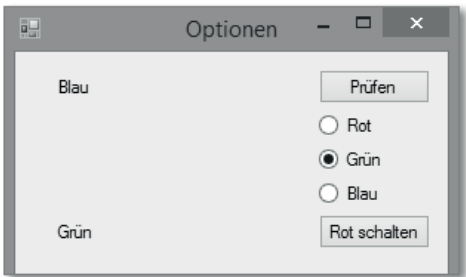 Optionen
Blau Prüfen
Rot
Grün
Blau
Grün Rot schalten